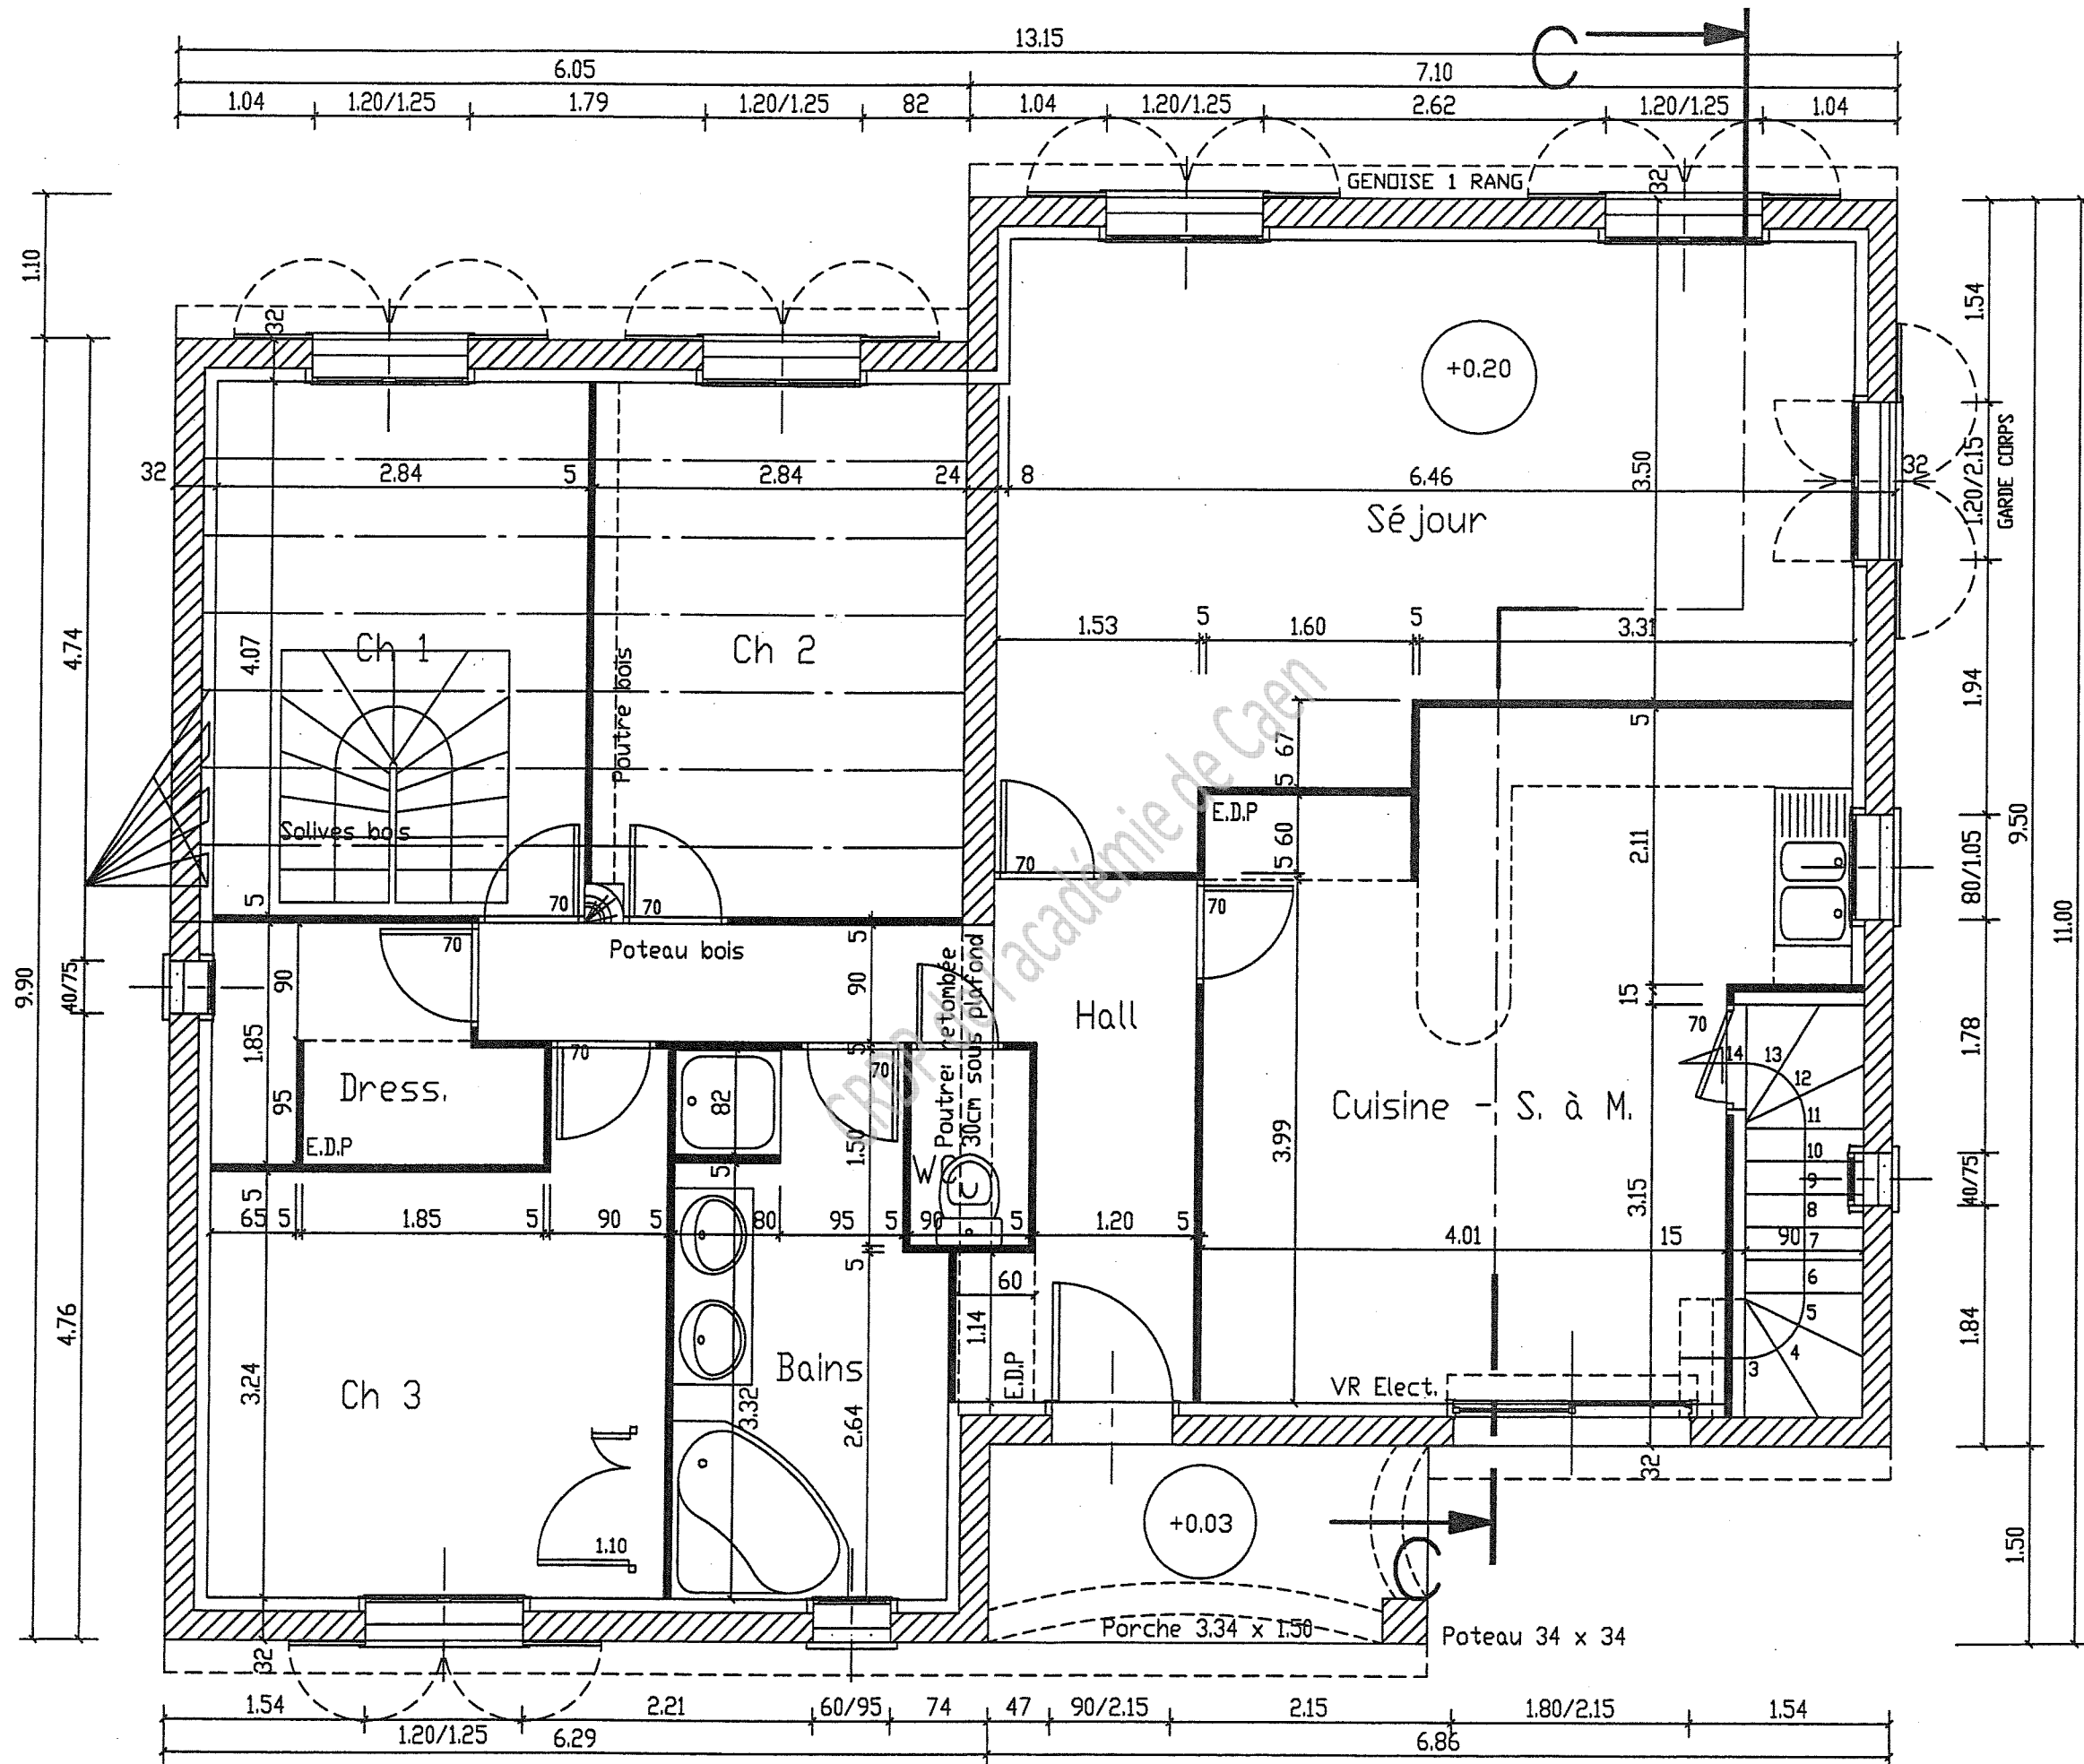 13.15
C
6.05
7.10
1.04 1.20/1.25 1.79 1.20/1.25 82 1.04 1.20/1.25 2.62 1.20/1.25 1.04
GENOISE 1 RANG
32
1.10
32
1.54
+0.20
32 2.84 5 2.84 24 8 6.46 3.50 32
1.20/2.15
GARDE CORPS
Séjour
4.74
4.07
Ch 1
Poutre bois
Ch 2
1.53 5 1.60 5 3.31
1.94
67
5
5
Solives bois
E.D.P
60
5
2.11
80/1.05
9.50
11.00
70
70
70
70
5
Poteau bois
70
5
90
90
9.90
40/75
1.85
Poutre retombée
30cm sous plafond
Hall
15
70
14 13
12
11
10
9
8
7
6
5
4
3
1.78
70
5
70
Dress.
95
82
1.50
E.D.P
W
Cuisine - S. à M.
3.99
3.15
40/75
5
5
65 5 1.85 5 90 5 80 95 5 90 5 1.20 5
4.01 15 90
5
60
1.14
E.D.P
1.84
4.76
3.24
Ch 3
Bains
3.32
2.64
VR Elect.
32
1.10
+0.03
C
1.50
Porche 3.34 x 1.50
Poteau 34 x 34
32
1.54 1.20/1.25 2.21 60/95 74 47 90/2.15 2.15 1.80/2.15 1.54
6.29
6.86
CRDP de l'académie de Caen